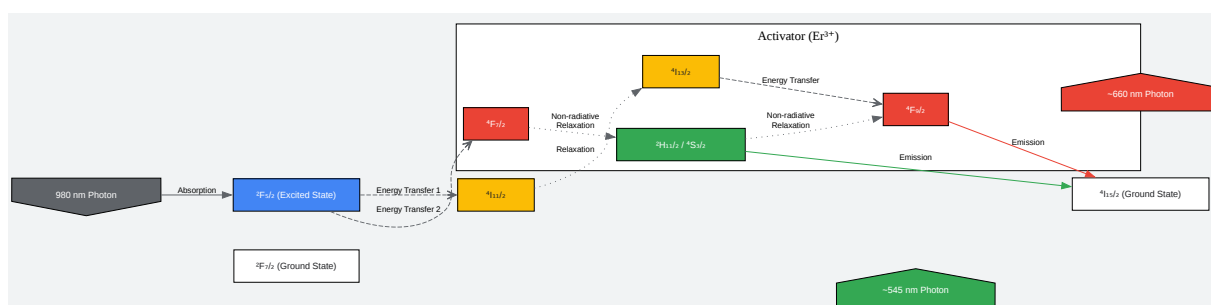 Activator (Er³⁺)
⁴I₁₃/₂
Energy Transfer
~660 nm Photon
⁴F₉/₂
⁴F₇/₂
Non-radiative
Relaxation
Non-radiative
Relaxation
²H₁₁/₂ / ⁴S₃/₂
Relaxation
Emission
Emission
980 nm Photon
Absorption
²F₅/₂ (Excited State)
Energy Transfer 1
Energy Transfer 2
⁴I₁₁/₂
⁴I₁₅/₂ (Ground State)
²F₇/₂ (Ground State)
~545 nm Photon